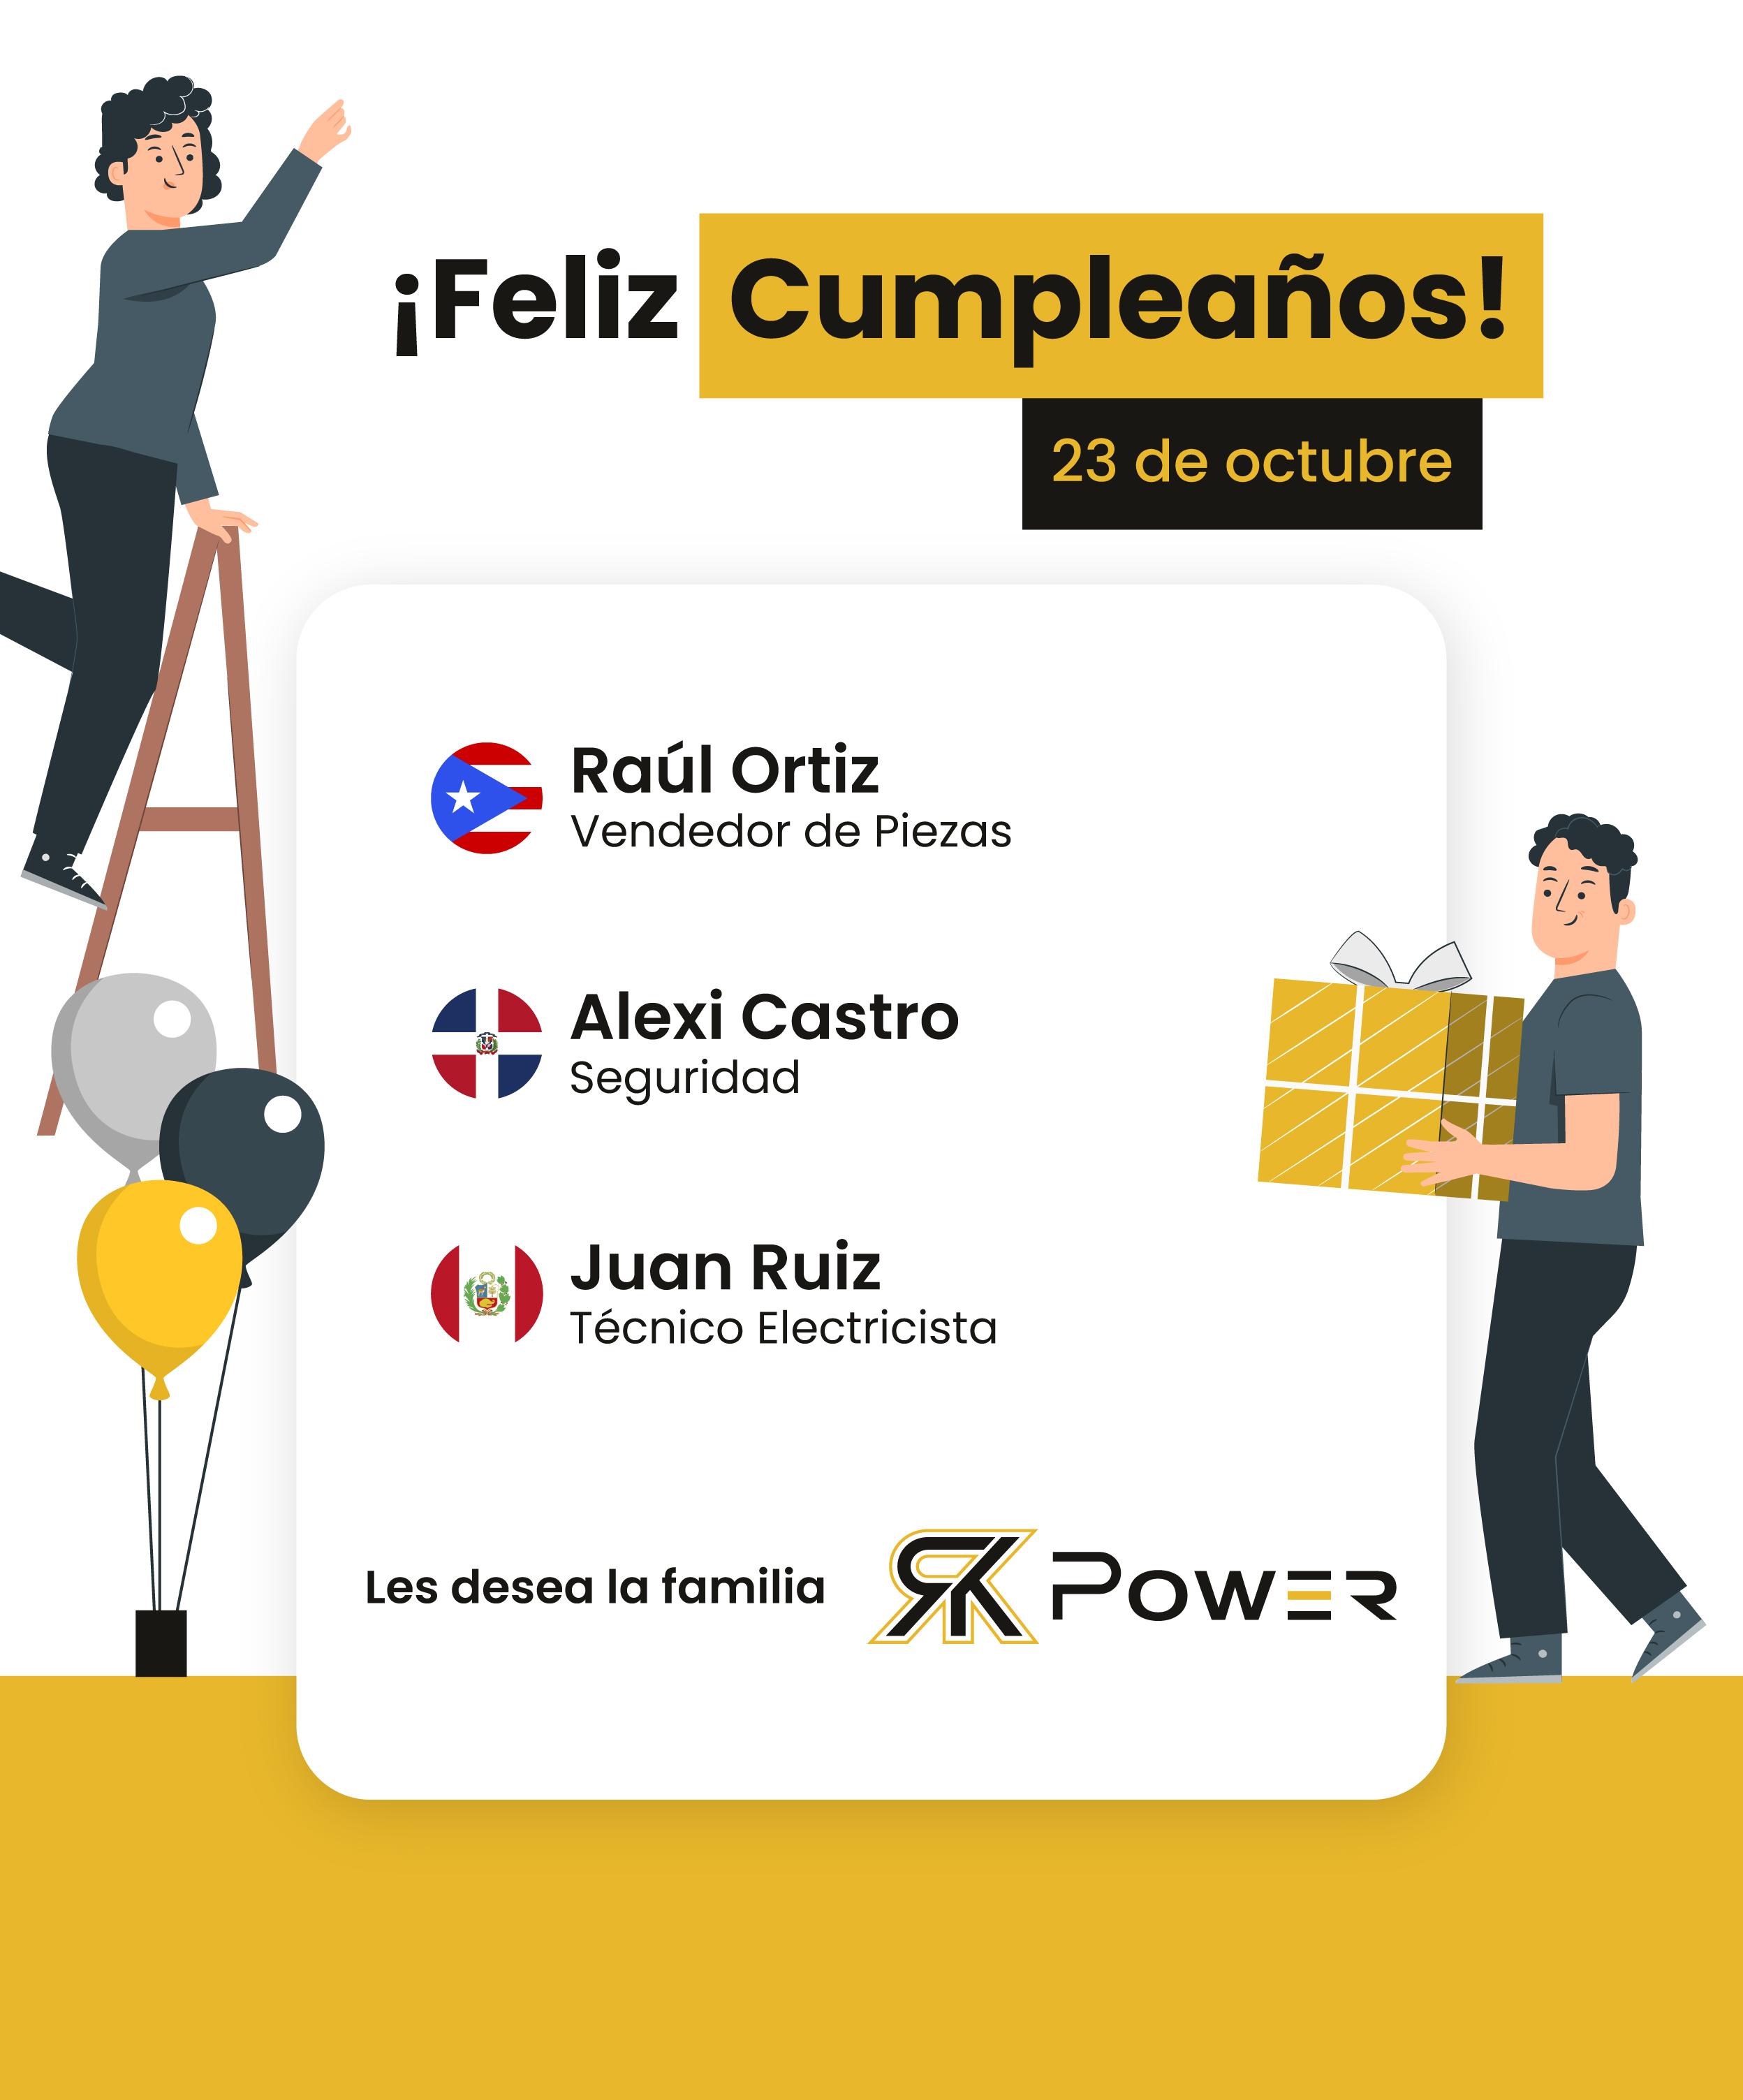 ¡Feliz Cumpleaños!
23 de octubre
Raúl Ortiz
Vendedor de Piezas
Alexi Castro
Seguridad
Juan Ruiz
Técnico Electricista
Les desea la familia RK POWER